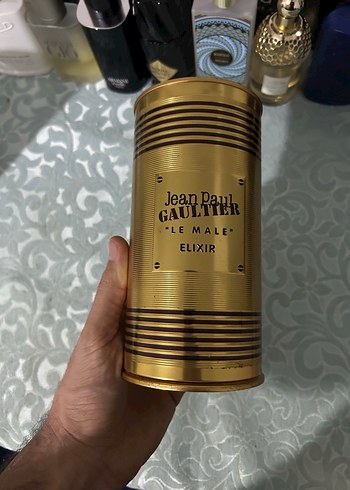 Jean Paul
GAULTIER
"LE MALE"
ELIXIR